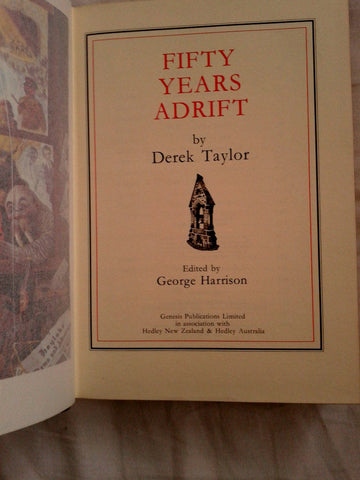 FIFTY
YEARS
ADRIFT
by
Derek Taylor
Edited by
George Harrison
Genesis Publications Limited
in association with
Hedley New Zealand & Hedley Australia